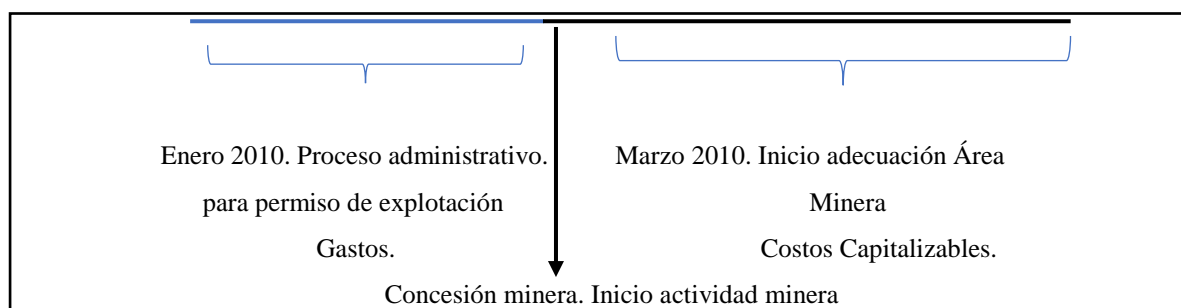 Enero 2010. Proceso administrativo.
para permiso de explotación
Gastos.
Marzo 2010. Inicio adecuación Área
Minera
Costos Capitalizables.
Concesión minera. Inicio actividad minera